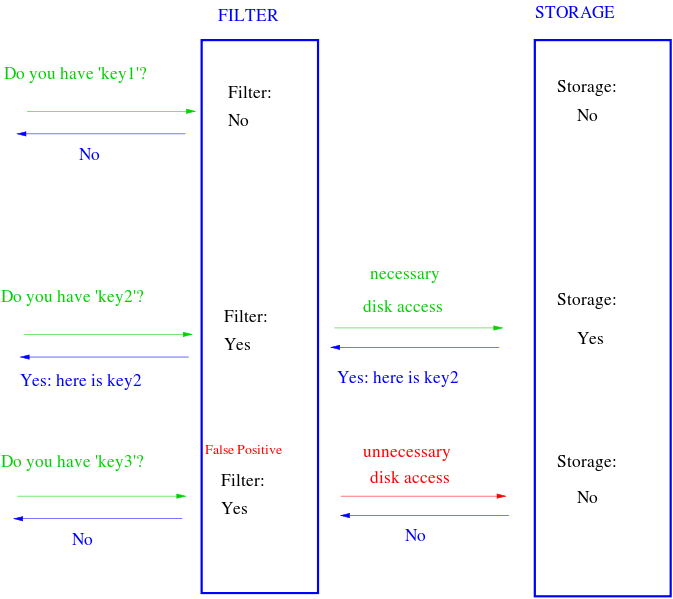 FILTER
STORAGE
Do you have 'key1'?
Filter:
No
Storage:
No
No
Do you have 'key2'?
Filter:
Yes
necessary
disk access
Storage:
Yes
Yes: here is key2
Yes: here is key2
Do you have 'key3'?
False Positive
Filter:
Yes
unnecessary
disk access
Storage:
No
No
No